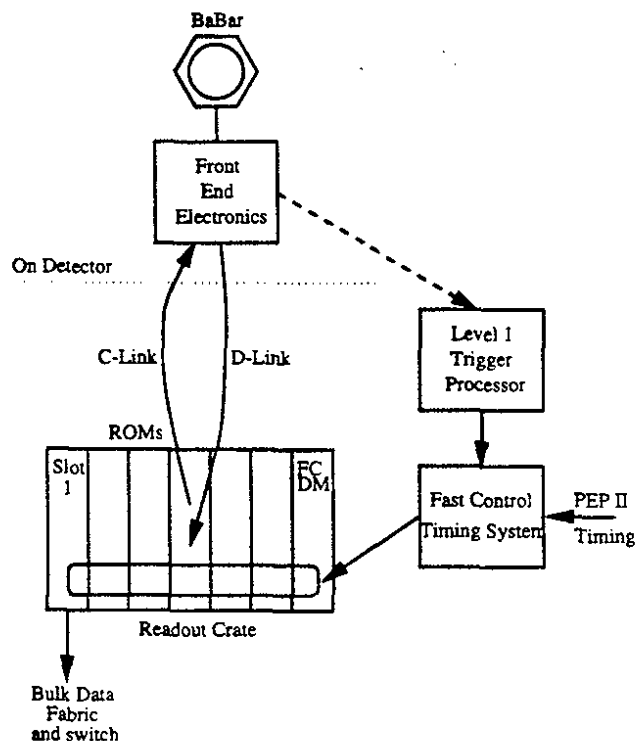 BaBar
Front
End
Electronics
On Detector
C-Link
D-Link
Level 1
Trigger
Processor
ROMs
Slot
1
FC
DM
Fast Control
Timing System
PEP II
Timing
Readout Crate
Bulk Data
Fabric
and switch